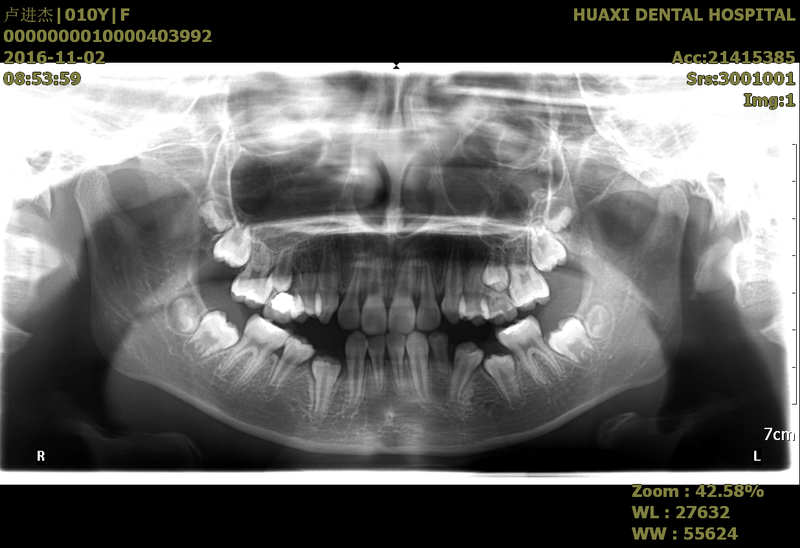 卢进杰|010Y|F
HUAXI DENTAL HOSPITAL
0000000010000403992
2016-11-02
08:53:59
Acc:21415385
Srs:3001001
Img:1
7cm
R
L
Zoom : 42.58%
WL : 27632
WW : 55624